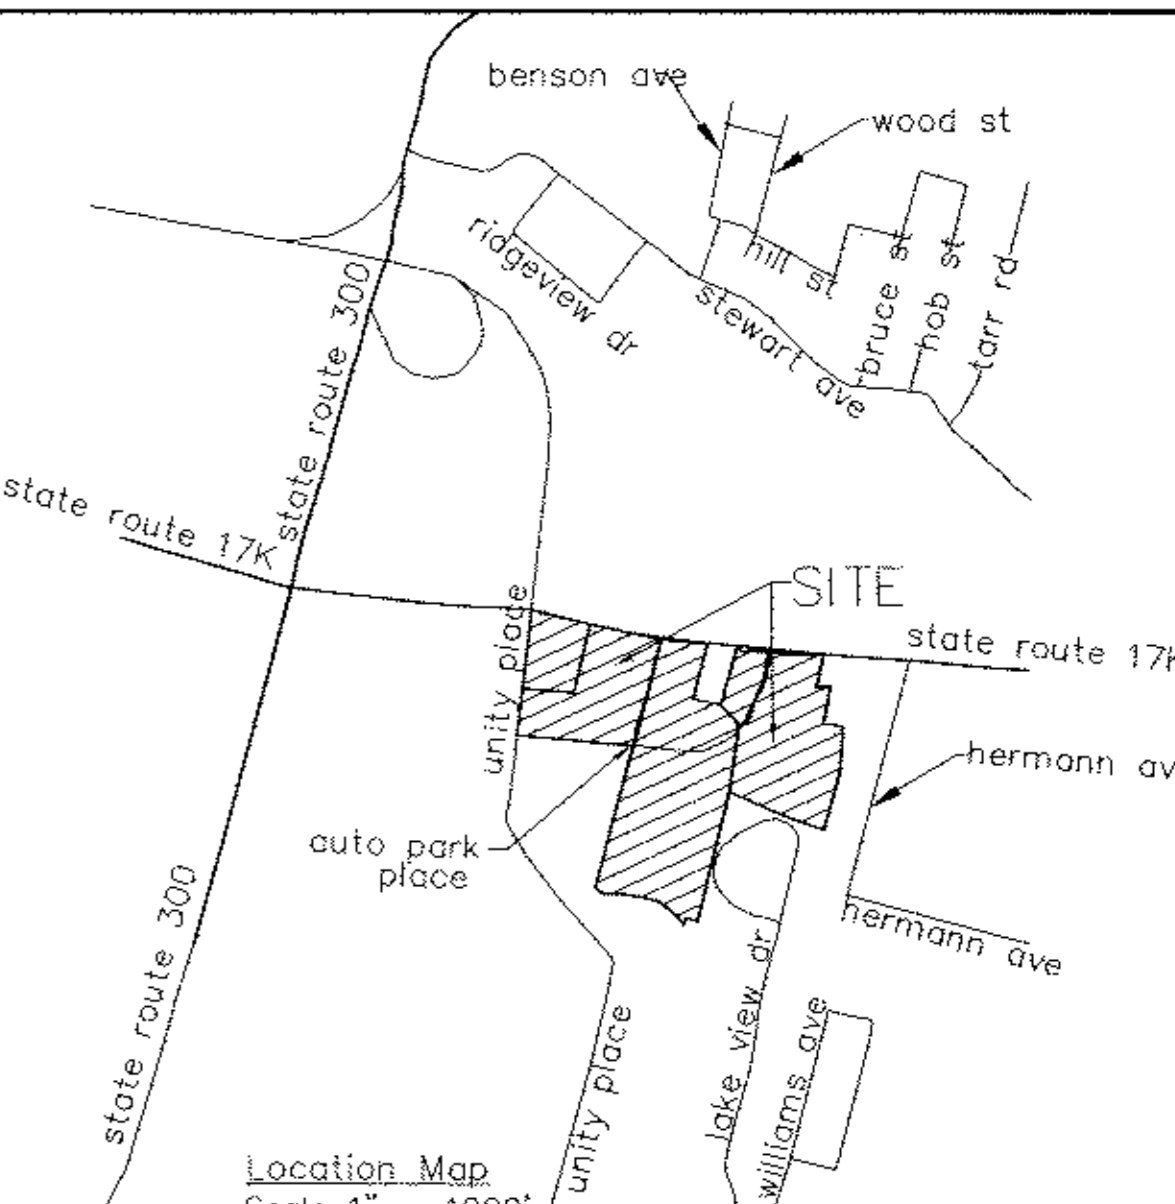 benson ave
wood st
ridgeview dr
hill st
bruce st
hob st
tarr rd
stewart ave
state route 300
state route 17K
SITE
unity place
state route 17K
hermann av
auto park
place
hermann ave
state route 300
lake view dr
unity place
williams ave
Location Map